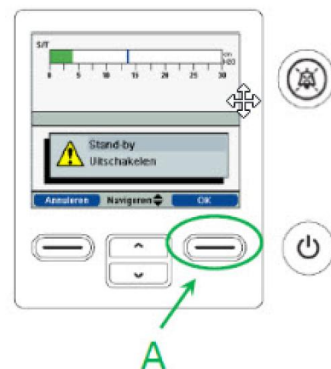 S/T
cm
H2O
0 5 10 15 20 25 30
Stand-by
Uitschakelen
Annuleren Navigeren OK
A